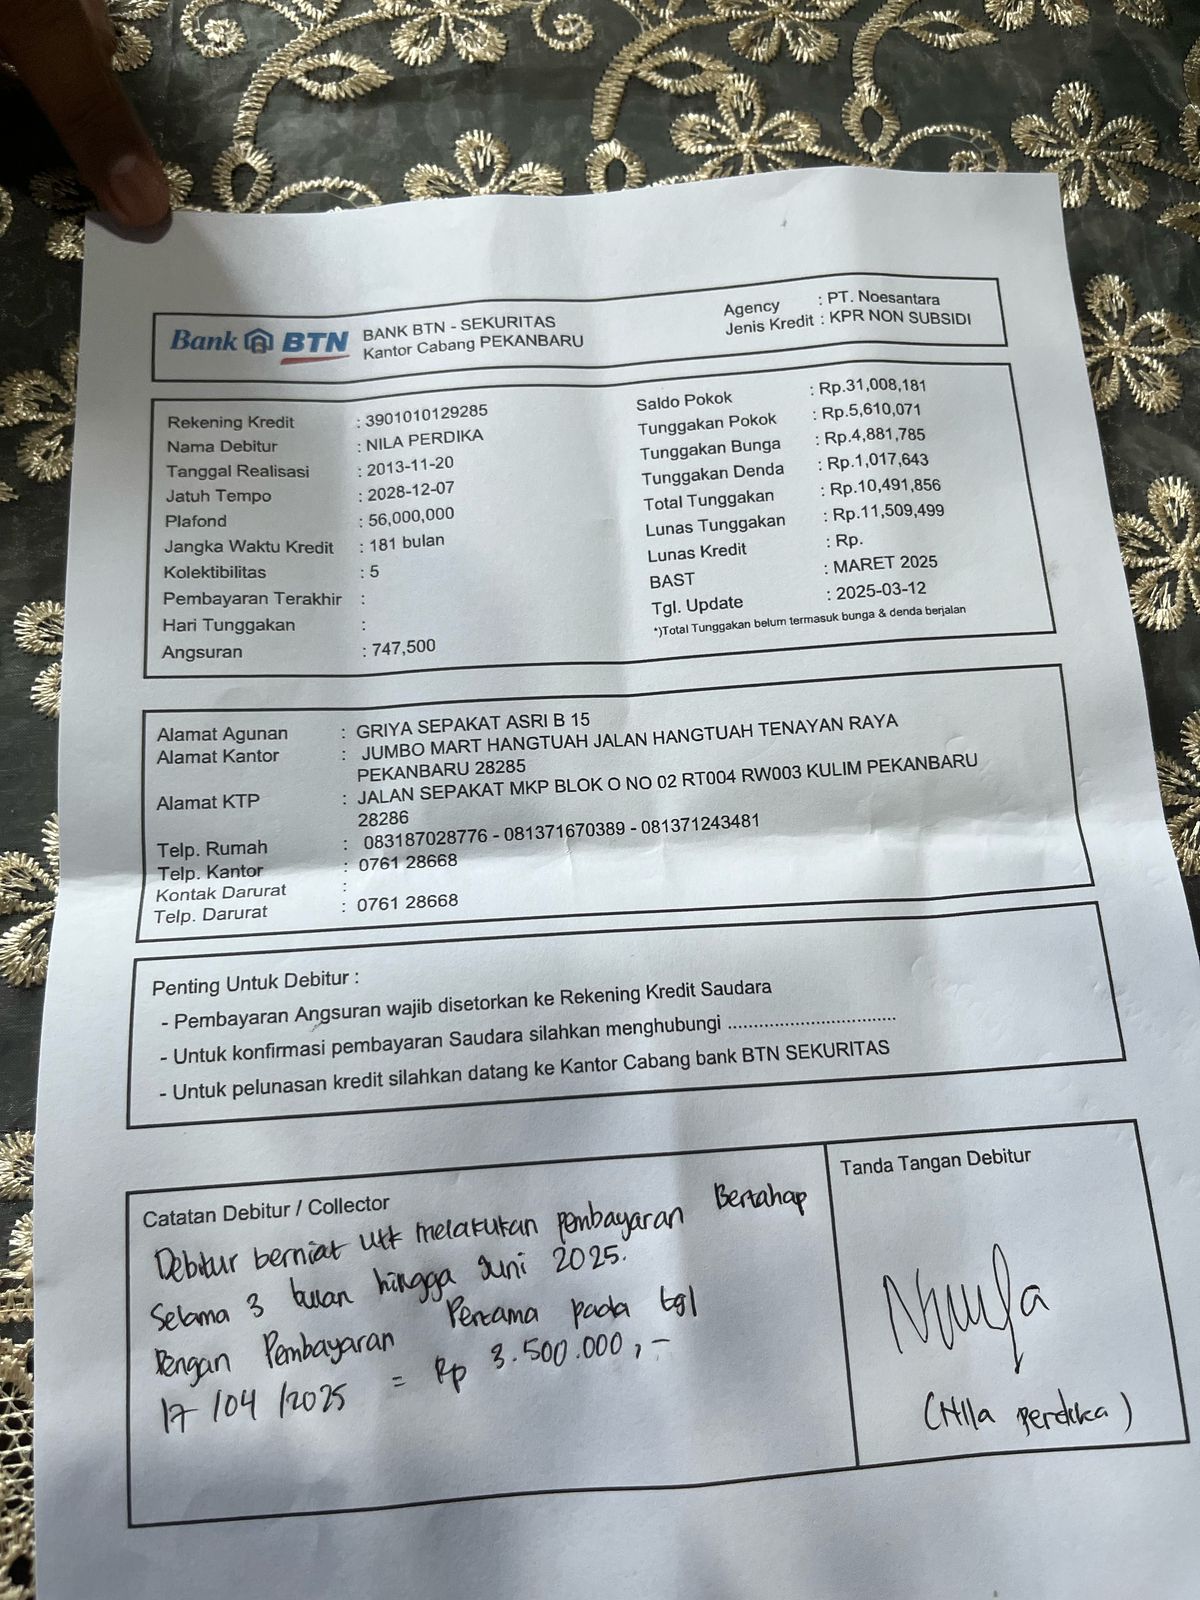 Bank BTN
BANK BTN - SEKURITAS
Kantor Cabang PEKANBARU
Agency : PT. Noesantara
Jenis Kredit : KPR NON SUBSIDI
Rekening Kredit : 3901010129285
Nama Debitur : NILA PERDIKA
Tanggal Realisasi : 2013-11-20
Jatuh Tempo : 2028-12-07
Plafond : 56,000,000
Jangka Waktu Kredit : 181 bulan
Kolektibilitas : 5
Pembayaran Terakhir :
Hari Tunggakan :
Angsuran : 747,500
Saldo Pokok : Rp.31,008,181
Tunggakan Pokok : Rp.5,610,071
Tunggakan Bunga : Rp.4,881,785
Tunggakan Denda : Rp.1,017,643
Total Tunggakan : Rp.10,491,856
Lunas Tunggakan : Rp.11,509,499
Lunas Kredit : Rp.
BAST : MARET 2025
Tgl. Update : 2025-03-12
*)Total Tunggakan belum termasuk bunga & denda berjalan
Alamat Agunan : GRIYA SEPAKAT ASRI B 15
Alamat Kantor : JUMBO MART HANGTUAH JALAN HANGTUAH TENAYAN RAYA
PEKANBARU 28285
Alamat KTP : JALAN SEPAKAT MKP BLOK O NO 02 RT004 RW003 KULIM PEKANBARU
28286
Telp. Rumah : 083187028776 - 081371670389 - 081371243481
Telp. Kantor : 0761 28668
Kontak Darurat :
Telp. Darurat : 0761 28668
Penting Untuk Debitur :
- Pembayaran Angsuran wajib disetorkan ke Rekening Kredit Saudara
- Untuk konfirmasi pembayaran Saudara silahkan menghubungi ................................
- Untuk pelunasan kredit silahkan datang ke Kantor Cabang bank BTN SEKURITAS
Catatan Debitur / Collector
Debitur berniat utk melakukan pembayaran Bertahap
Selama 3 bulan hingga Juni 2025.
Dengan Pembayaran Pertama pada tgl
17/04/2025 = Rp 3.500.000,-
Tanda Tangan Debitur
(Nila perdika)